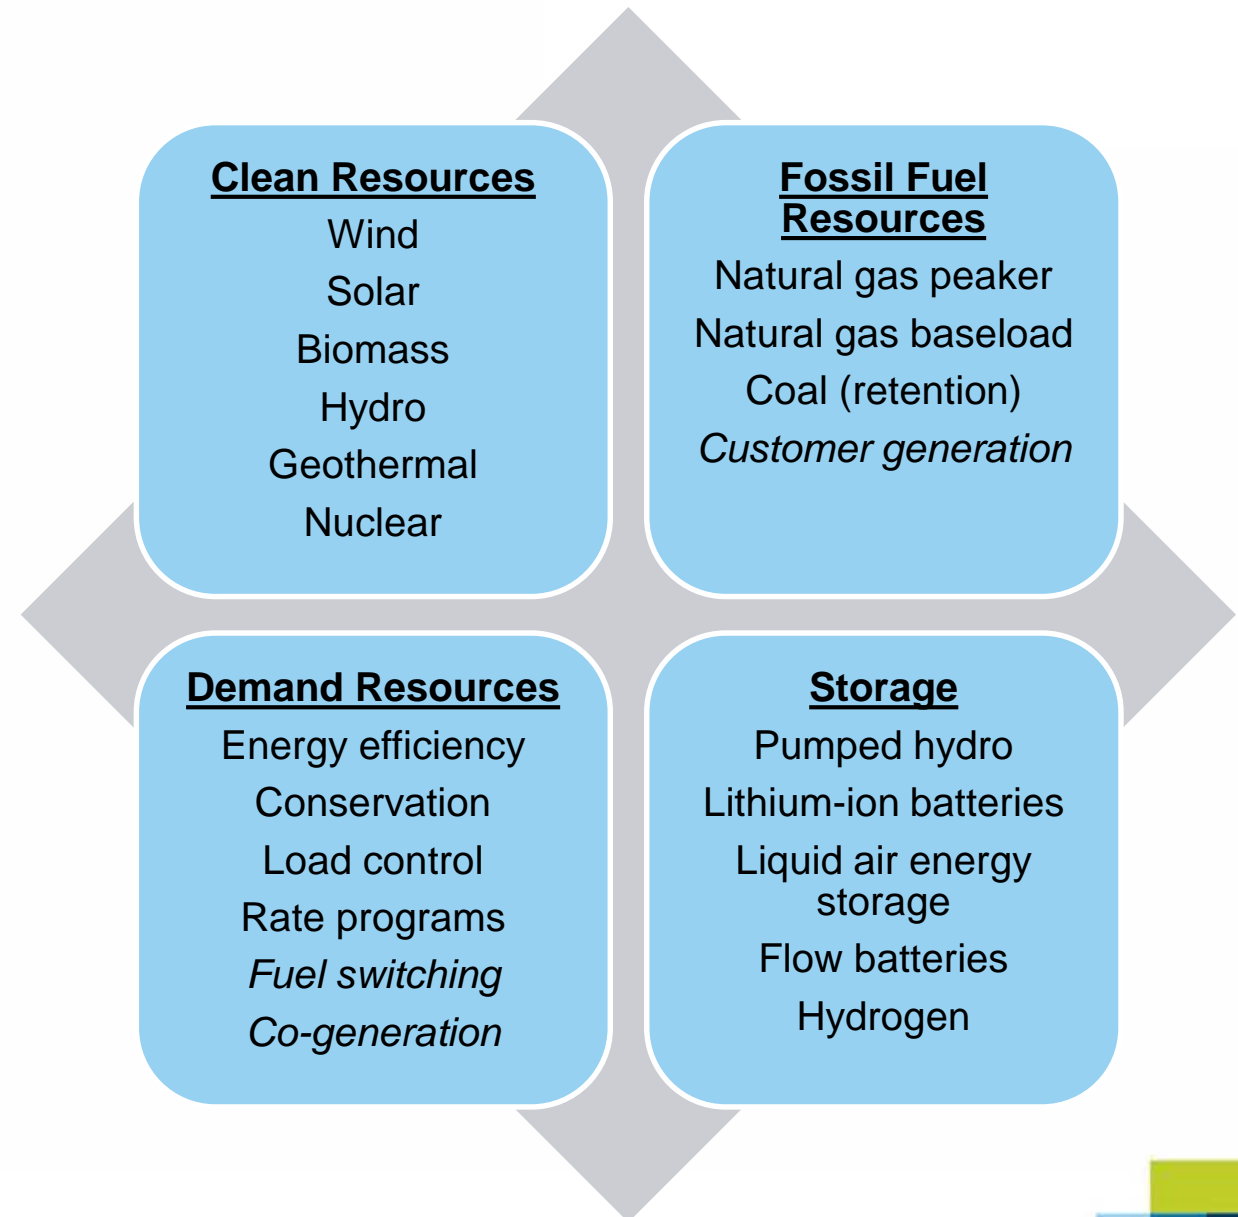 Clean Resources
Wind
Solar
Biomass
Hydro
Geothermal
Nuclear
Fossil Fuel
Resources
Natural gas peaker
Natural gas baseload
Coal (retention)
Customer generation
Demand Resources
Energy efficiency
Conservation
Load control
Rate programs
Fuel switching
Co-generation
Storage
Pumped hydro
Lithium-ion batteries
Liquid air energy
storage
Flow batteries
Hydrogen